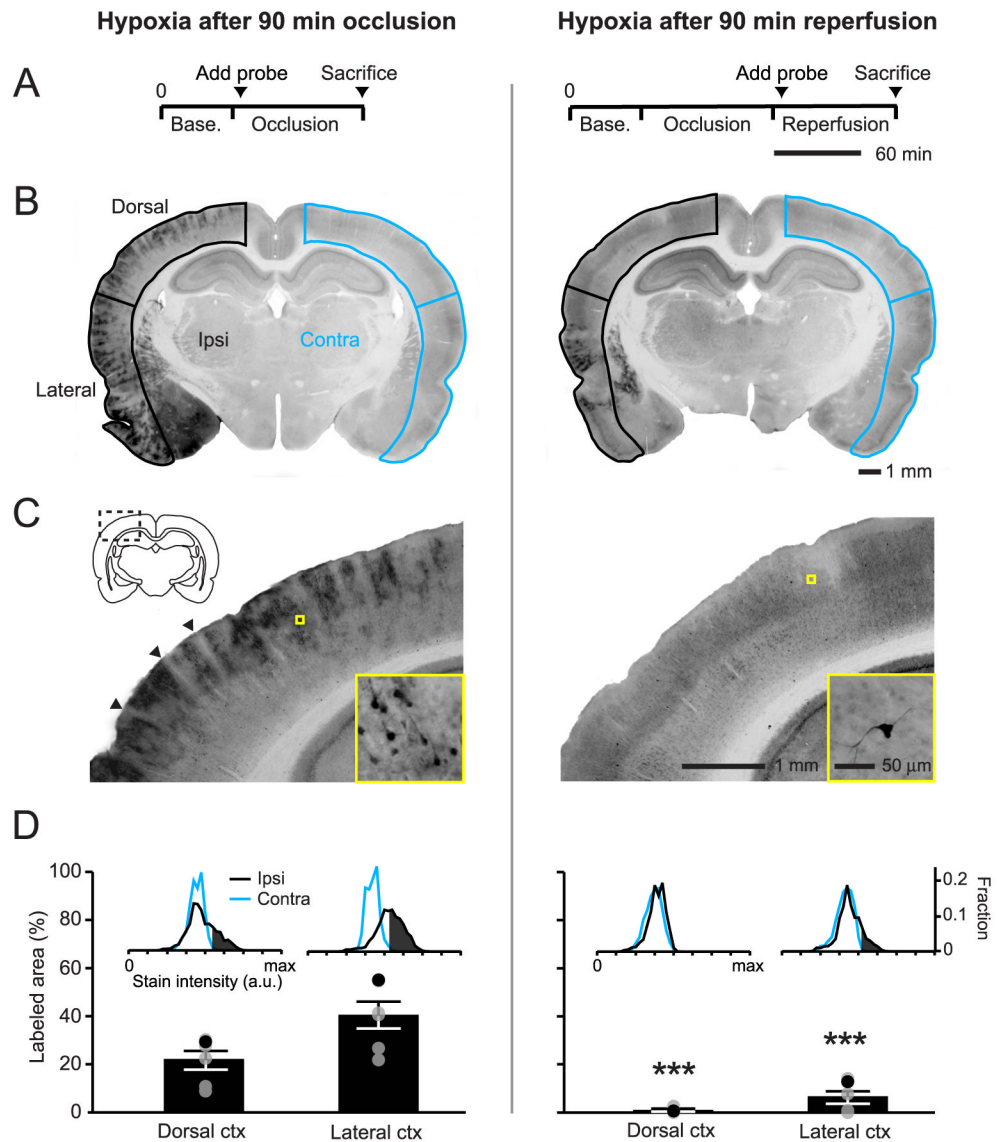 Hypoxia after 90 min occlusion
Hypoxia after 90 min reperfusion
A
0
Add probe
Sacrifice
Base.
Occlusion
0
Add probe
Sacrifice
Base.
Occlusion
Reperfusion
60 min
B
Dorsal
Ipsi
Contra
Lateral
1 mm
C
1 mm
50 μm
D
Labeled area (%)
100
80
60
40
20
0
Ipsi
Contra
0
max
Stain intensity (a.u.)
Dorsal ctx
Lateral ctx
0
max
0.2
0.1
0
Fraction
***
***
Dorsal ctx
Lateral ctx